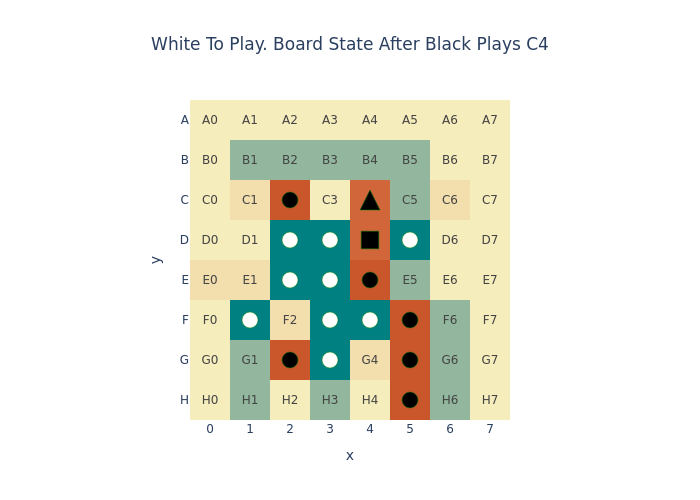 White To Play. Board State After Black Plays C4
A A0 A1 A2 A3 A4 A5 A6 A7
B B0 B1 B2 B3 B4 B5 B6 B7
C C0 C1 C3 C5 C6 C7
D D0 D1 D6 D7
E E0 E1 E5 E6 E7
F F0 F2 F6 F7
G G0 G1 G4 G6 G7
H H0 H1 H2 H3 H4 H6 H7
0 1 2 3 4 5 6 7
x
y